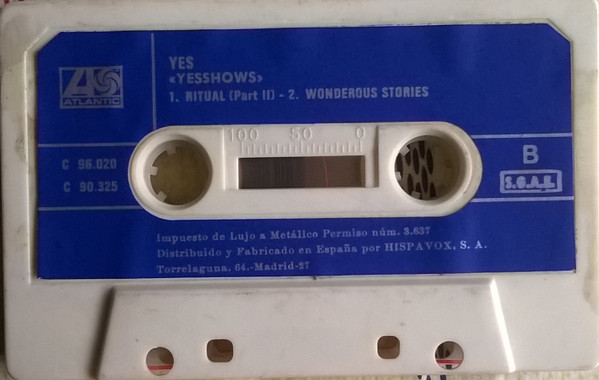 YES
«YESSHOWS»
1. RITUAL (Part II) - 2. WONDEROUS STORIES
ATLANTIC
100 50 0
C 96.020
C 90.325
B
S.G.A.E.
Impuesto de Lujo a Metálico Permiso núm. 3.637
Distribuido y Fabricado en España por HISPAVOX, S. A.
Torrelaguna, 64.-Madrid-27